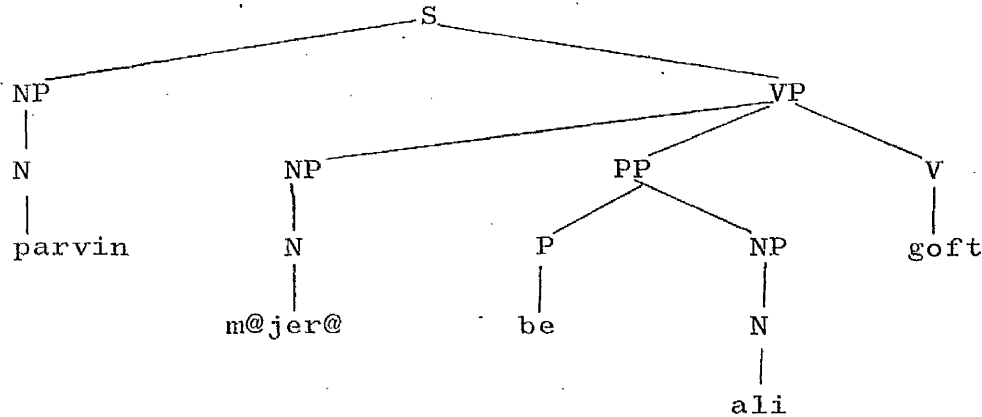 S
NP VP
N NP PP V
parvin N P NP goft
m@jer@ be N
ali